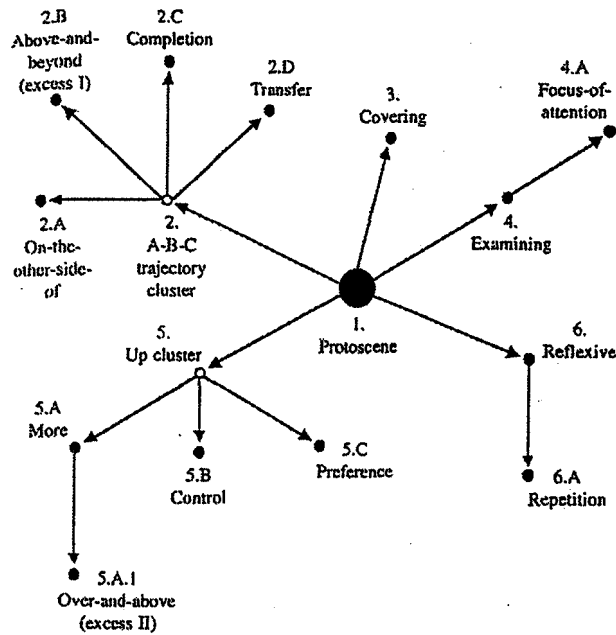 2.B
Above-and-
beyond
(excess I)
2.C
Completion
2.D
Transfer
3.
Covering
4.A
Focus-of-
attention
2.A
On-the-
other-side-
of
2.
A-B-C
trajectory
cluster
4.
Examining
1.
Protoscene
5.
Up cluster
6.
Reflexive
5.A
More
5.B
Control
5.C
Preference
6.A
Repetition
5.A.1
Over-and-above
(excess II)